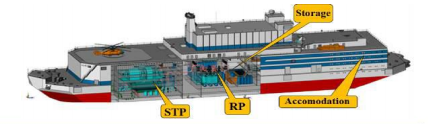 Storage
STP
RP
Accomodation